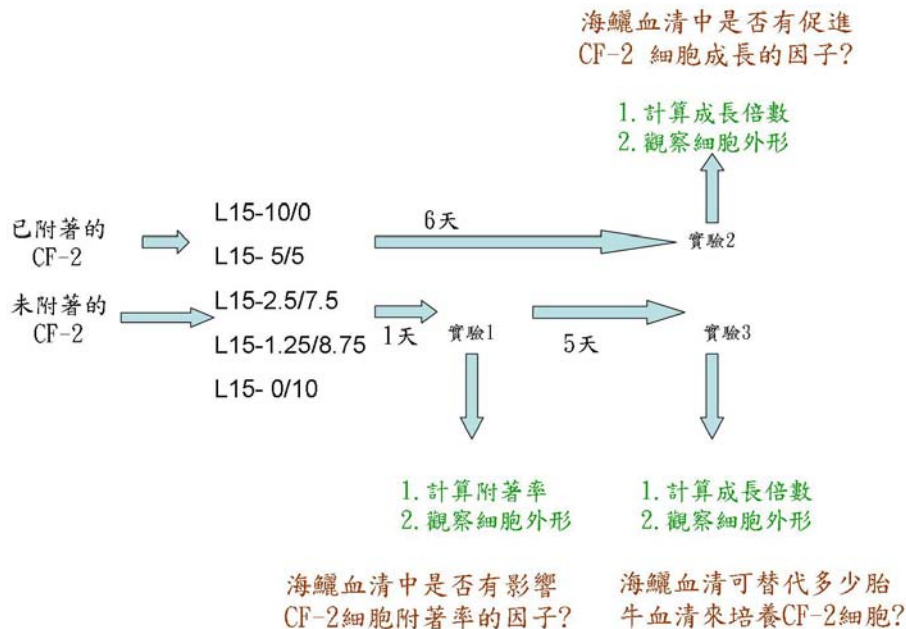 海鱺血清中是否有促進
CF-2 細胞成長的因子?
1. 計算成長倍數
2. 觀察細胞外形
已附著的
CF-2
L15-10/0
L15- 5/5
L15-2.5/7.5
L15-1.25/8.75
L15- 0/10
6天
實驗2
未附著的
CF-2
1天
實驗1
5天
實驗3
1. 計算附著率
2. 觀察細胞外形
1. 計算成長倍數
2. 觀察細胞外形
海鱺血清中是否有影響
CF-2細胞附著率的因子?
海鱺血清可替代多少胎
牛血清來培養CF-2細胞?